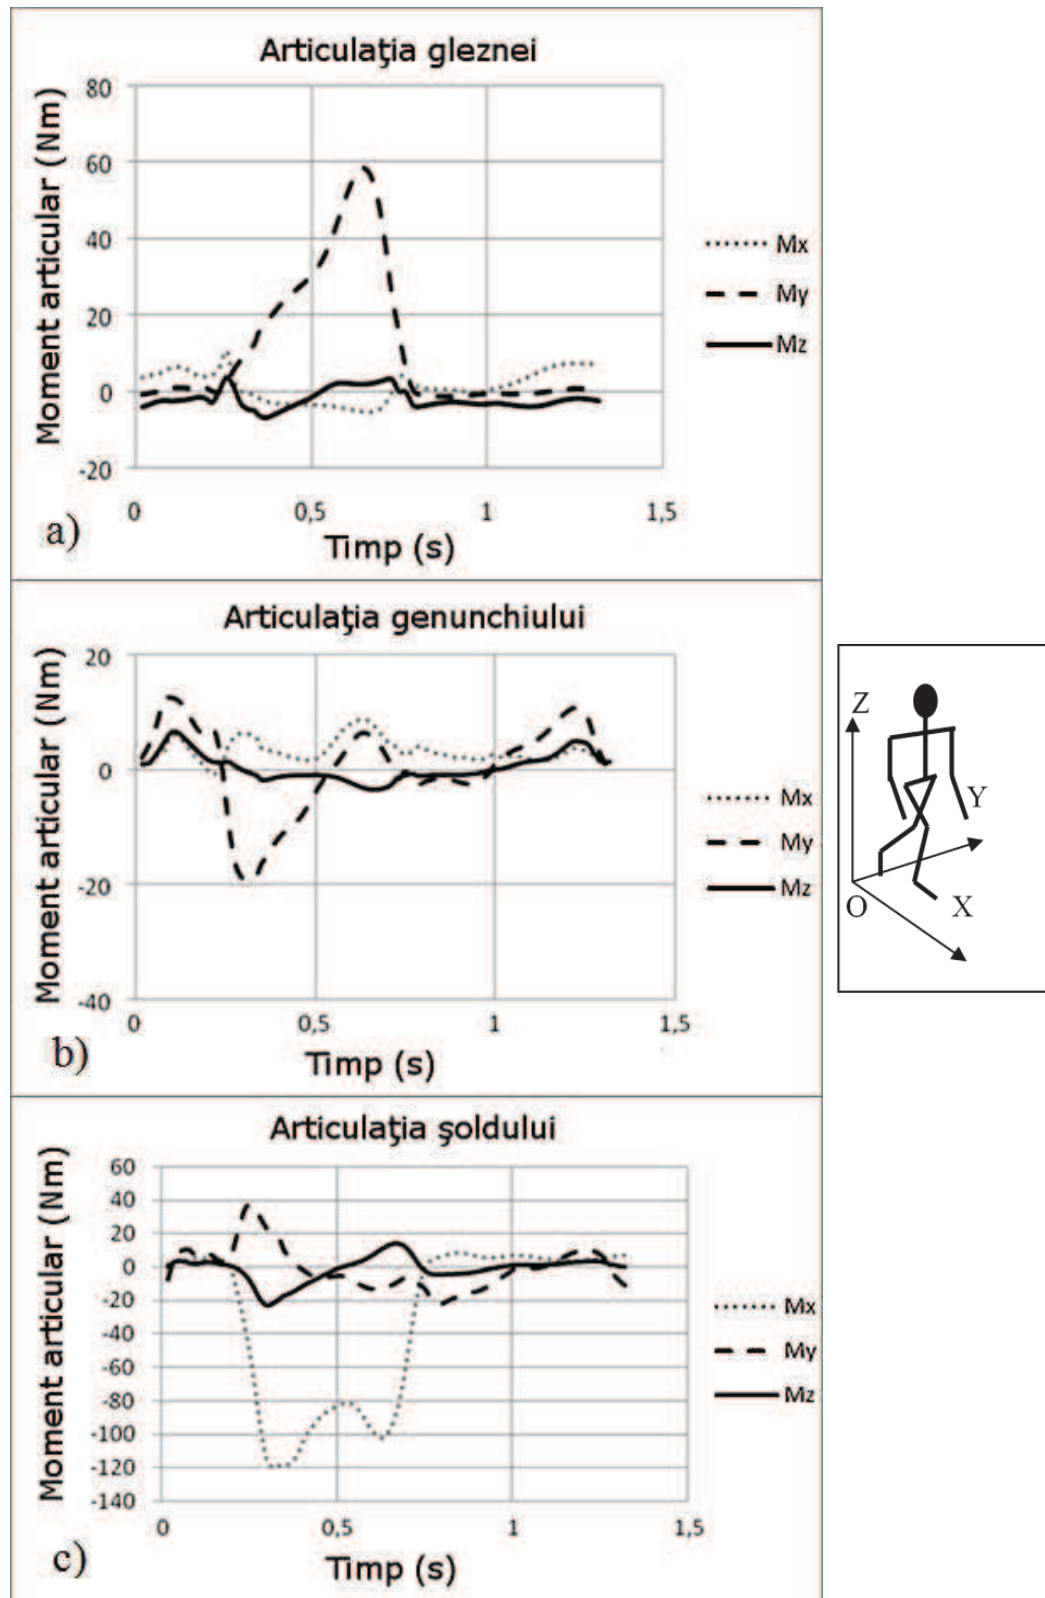 Articulaţia gleznei
Moment articular (Nm)
80
60
40
20
0
-20
0 0,5 1 1,5
Timp (s)
Mx
My
Mz
a)
Articulaţia genunchiului
Moment articular (Nm)
20
0
-20
-40
0 0,5 1 1,5
Timp (s)
Mx
My
Mz
b)
Z
Y
O
X
Articulaţia şoldului
Moment articular (Nm)
60
40
20
0
-20
-40
-60
-80
-100
-120
-140
0 0,5 1 1,5
Timp (s)
Mx
My
Mz
c)